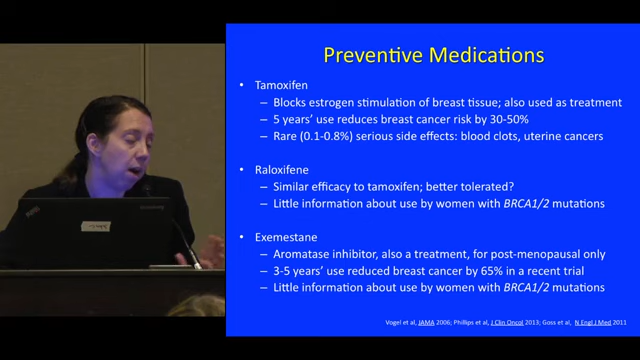 Preventive Medications
• Tamoxifen
– Blocks estrogen stimulation of breast tissue; also used as treatment
– 5 years' use reduces breast cancer risk by 30-50%
– Rare (0.1-0.8%) serious side effects: blood clots, uterine cancers
• Raloxifene
– Similar efficacy to tamoxifen; better tolerated?
– Little information about use by women with BRCA1/2 mutations
• Exemestane
– Aromatase inhibitor, also a treatment, for post-menopausal only
– 3-5 years' use reduced breast cancer by 65% in a recent trial
– Little information about use by women with BRCA1/2 mutations
Vogel et al, JAMA 2006; Phillips et al, J Clin Oncol 2013; Goss et al, N Engl J Med 2011